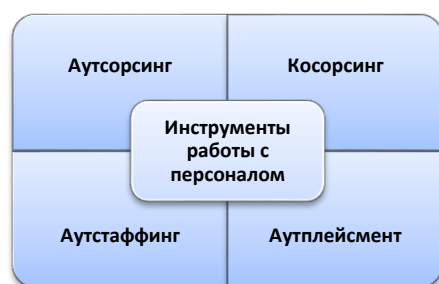 Аутсорсинг
Косорсинг
Инструменты
работы с
персоналом
Аутстаффинг
Аутплейсмент